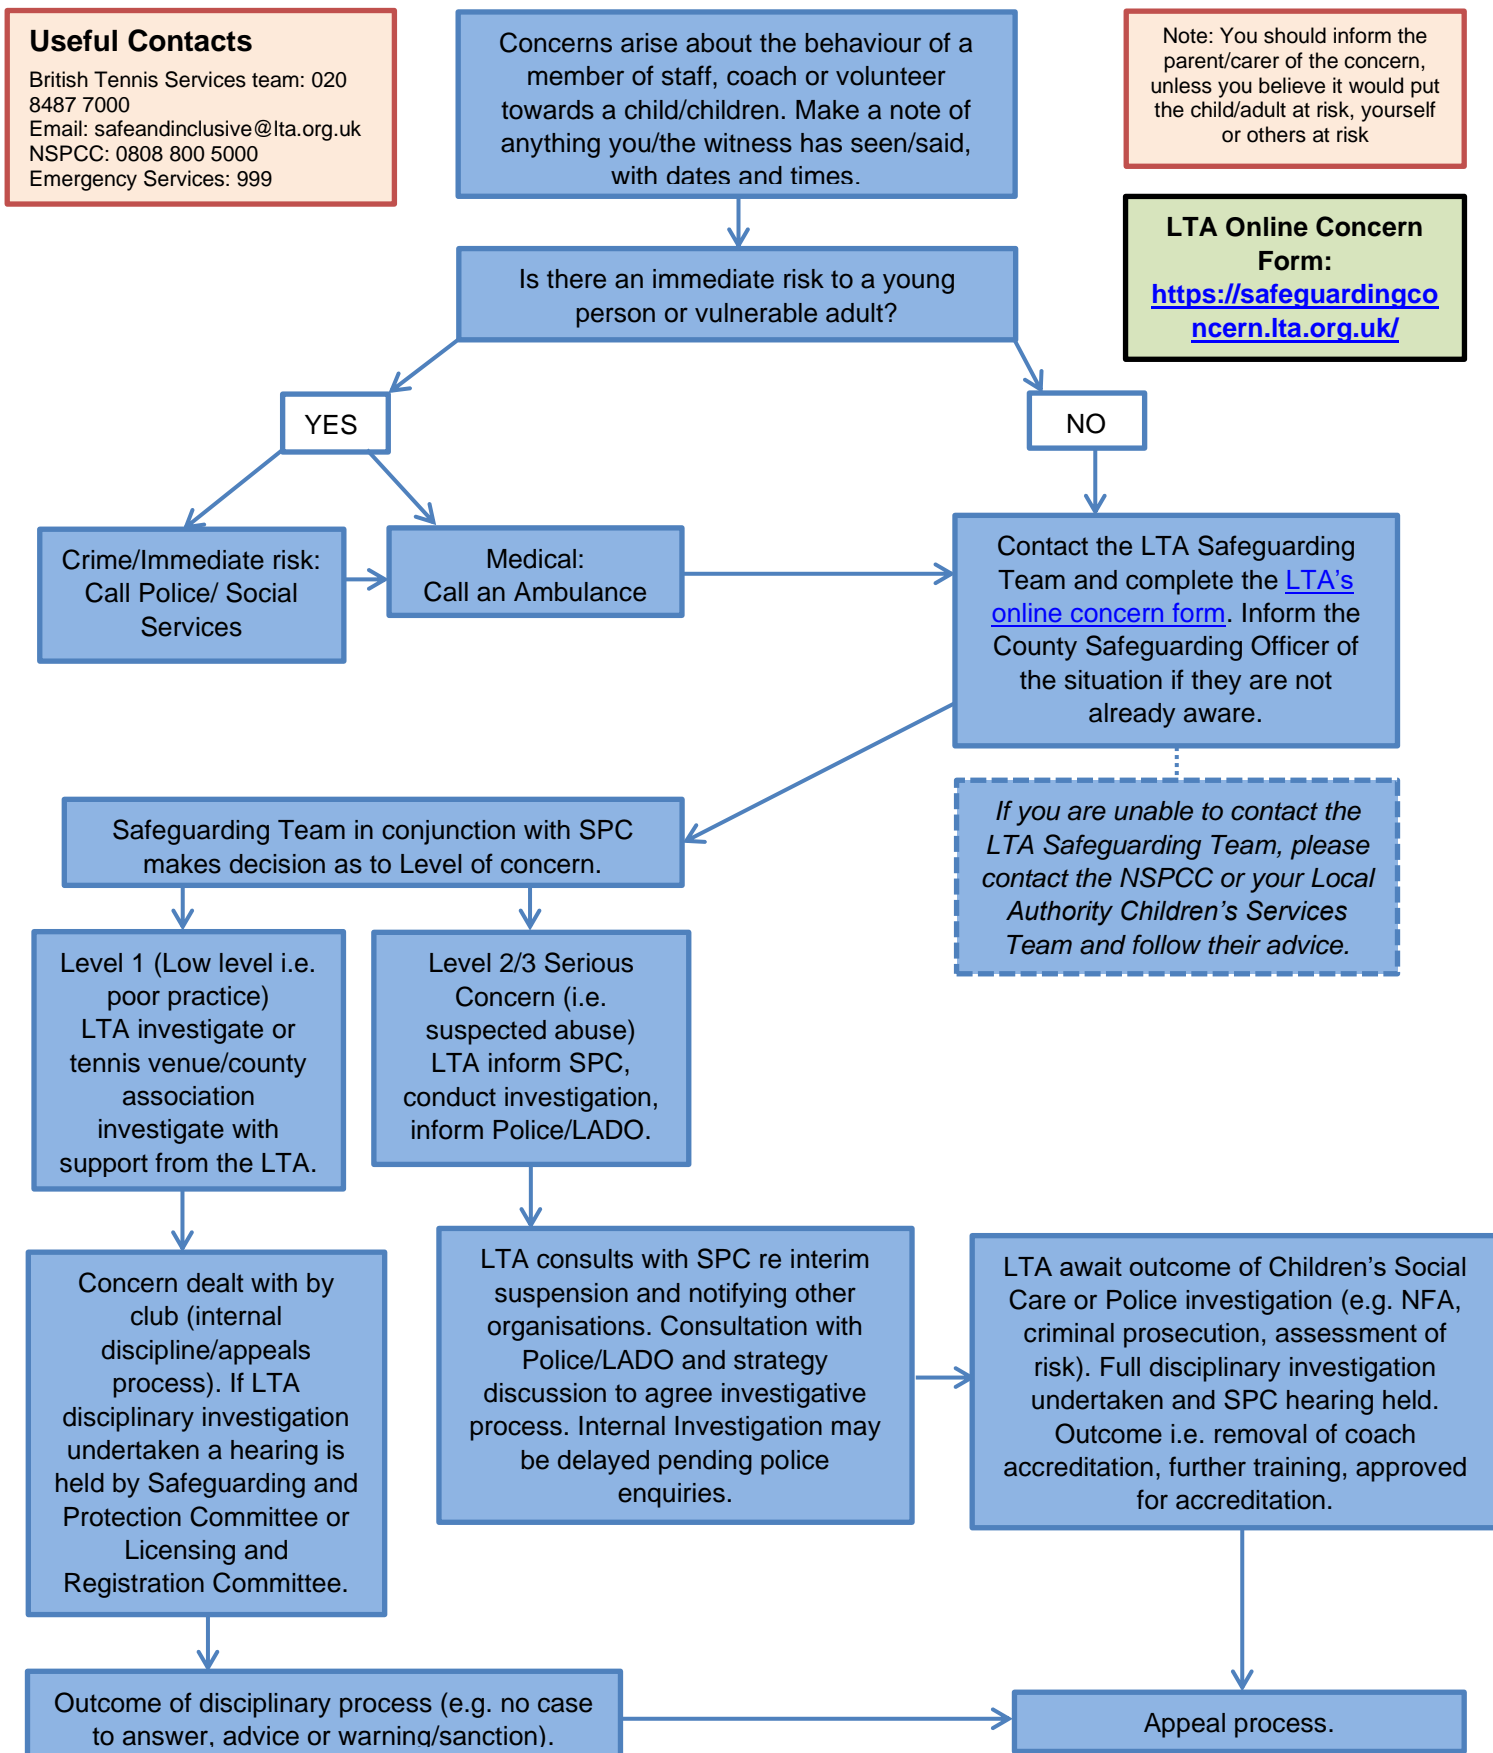 Useful Contacts
British Tennis Services team: 020
8487 7000
Email: safeandinclusive@lta.org.uk
NSPCC: 0808 800 5000
Emergency Services: 999
Concerns arise about the behaviour of a
member of staff, coach or volunteer
towards a child/children. Make a note of
anything you/the witness has seen/said,
with dates and times.
Note: You should inform the
parent/carer of the concern,
unless you believe it would put
the child/adult at risk, yourself
or others at risk
LTA Online Concern
Form:
https://safeguardingco
ncern.lta.org.uk/
Is there an immediate risk to a young
person or vulnerable adult?
YES
NO
Crime/Immediate risk:
Call Police/ Social
Services
Medical:
Call an Ambulance
Contact the LTA Safeguarding
Team and complete the LTA’s
online concern form. Inform the
County Safeguarding Officer of
the situation if they are not
already aware.
If you are unable to contact the
LTA Safeguarding Team, please
contact the NSPCC or your Local
Authority Children’s Services
Team and follow their advice.
Safeguarding Team in conjunction with SPC
makes decision as to Level of concern.
Level 1 (Low level i.e.
poor practice)
LTA investigate or
tennis venue/county
association
investigate with
support from the LTA.
Level 2/3 Serious
Concern (i.e.
suspected abuse)
LTA inform SPC,
conduct investigation,
inform Police/LADO.
Concern dealt with by
club (internal
discipline/appeals
process). If LTA
disciplinary investigation
undertaken a hearing is
held by Safeguarding and
Protection Committee or
Licensing and
Registration Committee.
LTA consults with SPC re interim
suspension and notifying other
organisations. Consultation with
Police/LADO and strategy
discussion to agree investigative
process. Internal Investigation may
be delayed pending police
enquiries.
LTA await outcome of Children’s Social
Care or Police investigation (e.g. NFA,
criminal prosecution, assessment of
risk). Full disciplinary investigation
undertaken and SPC hearing held.
Outcome i.e. removal of coach
accreditation, further training, approved
for accreditation.
Outcome of disciplinary process (e.g. no case
to answer, advice or warning/sanction).
Appeal process.